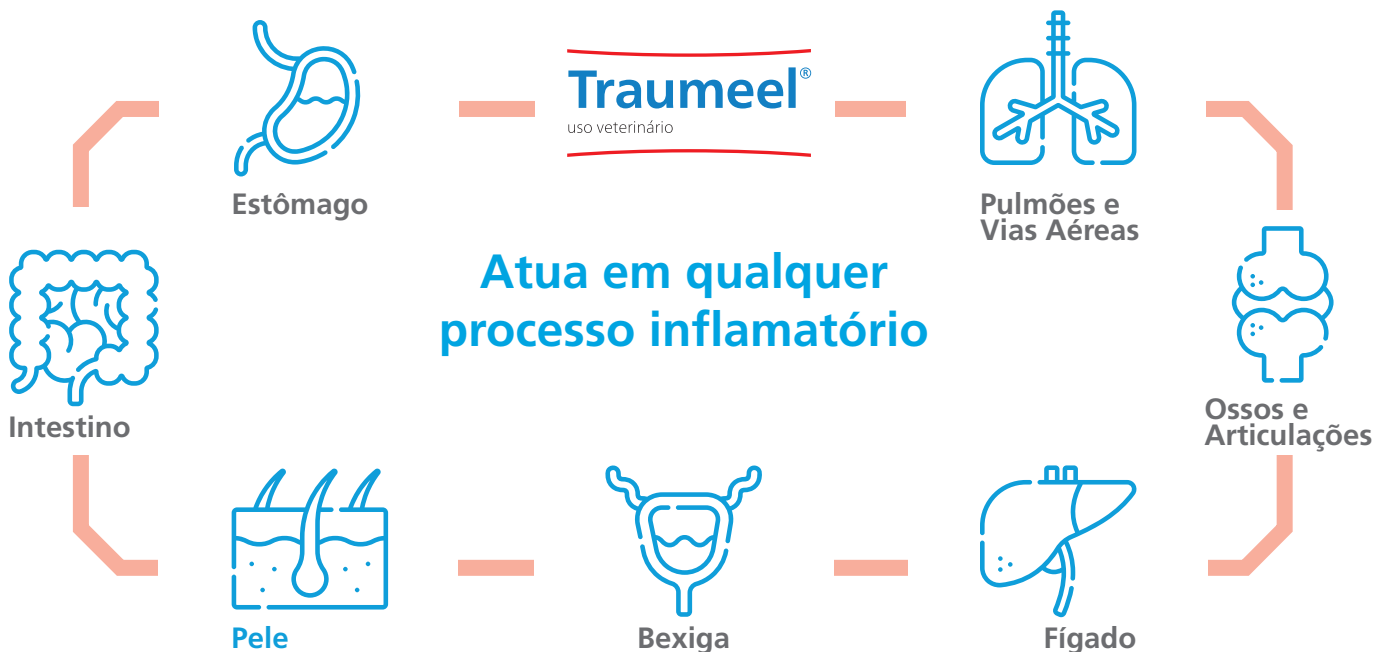 Traumeel®
uso veterinário
Estômago
Pulmões e
Vias Aéreas
Atua em qualquer
processo inflamatório
Intestino
Ossos e
Articulações
Pele
Bexiga
Fígado